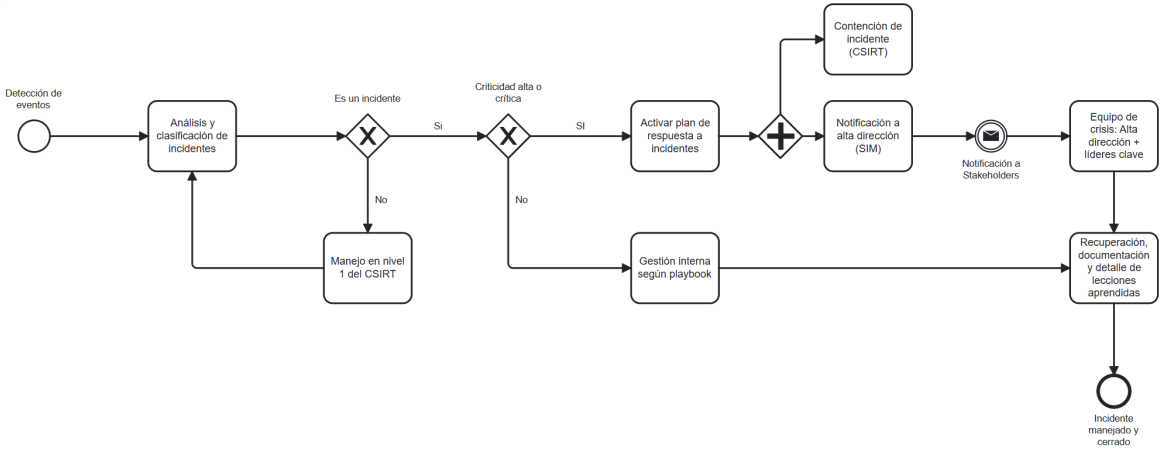 Detección de
eventos
Análisis y
clasificación de
incidentes
Es un incidente
Si
No
Manejo en nivel
1 del CSIRT
Criticidad alta o
crítica
SI
No
Activar plan de
respuesta a
incidentes
Gestión interna
según playbook
Contención de
incidente
(CSIRT)
Notificación a
alta dirección
(SIM)
Notificación a
Stakeholders
Equipo de
crisis: Alta
dirección +
líderes clave
Recuperación,
documentación
y detalle de
lecciones
aprendidas
Incidente
manejado y
cerrado